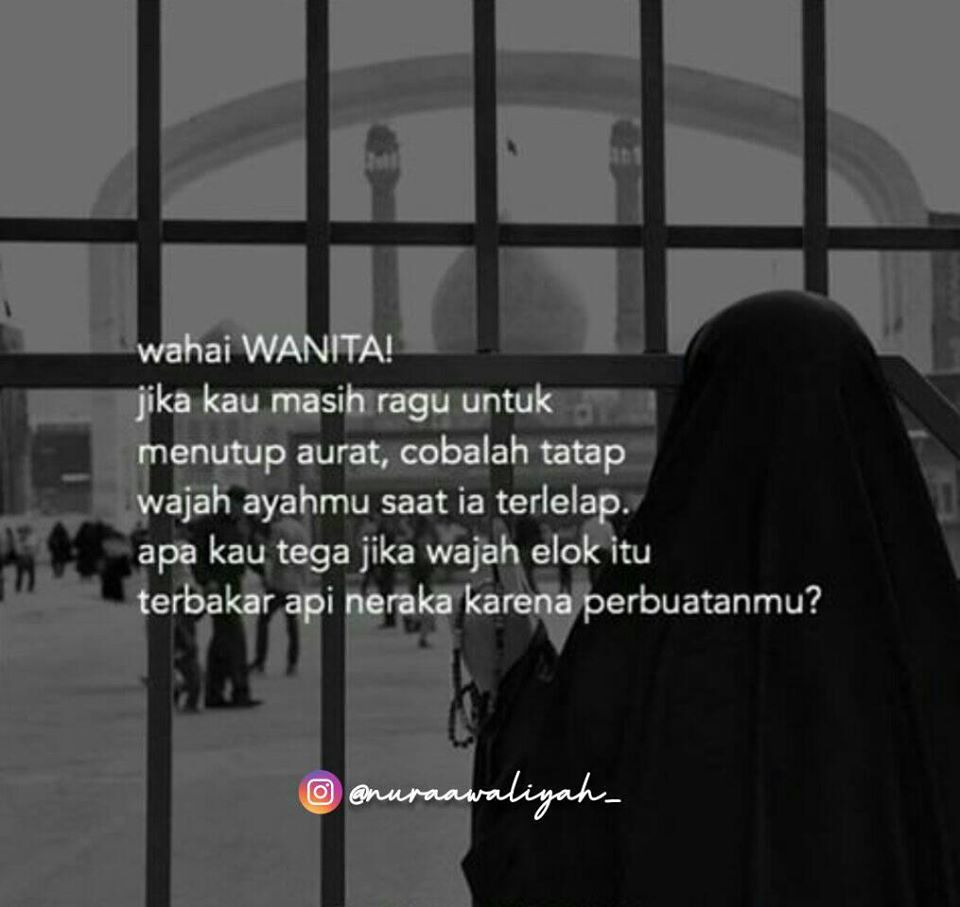 wahai WANITA!
jika kau masih ragu untuk
menutup aurat, cobalah tatap
wajah ayahmu saat ia terlelap.
apa kau tega jika wajah elok itu
terbakar api neraka karena perbuatanmu?
@nuraawaliyah_